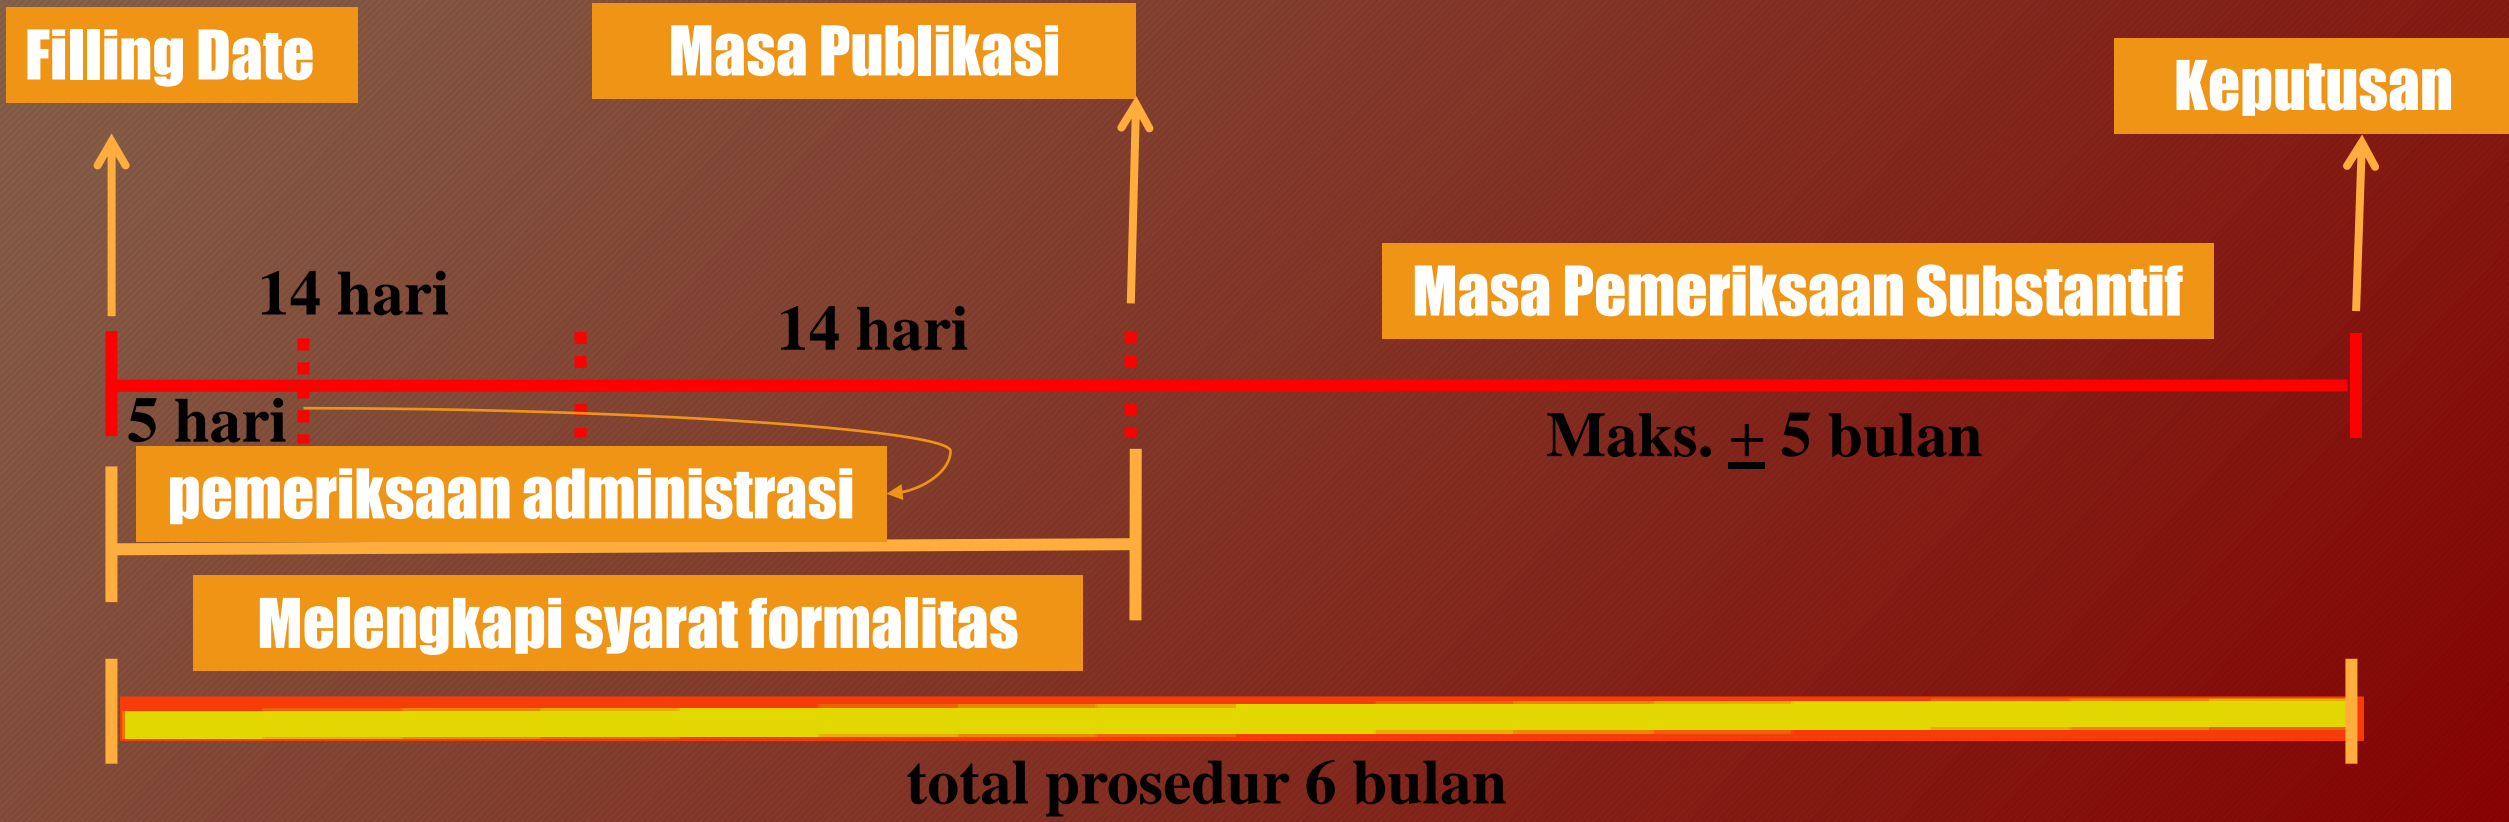 Filling Date
Masa Publikasi
Keputusan
14 hari
14 hari
Masa Pemeriksaan Substantif
5 hari
Maks. ± 5 bulan
pemeriksaan administrasi
Melengkapi syarat formalitas
total prosedur 6 bulan